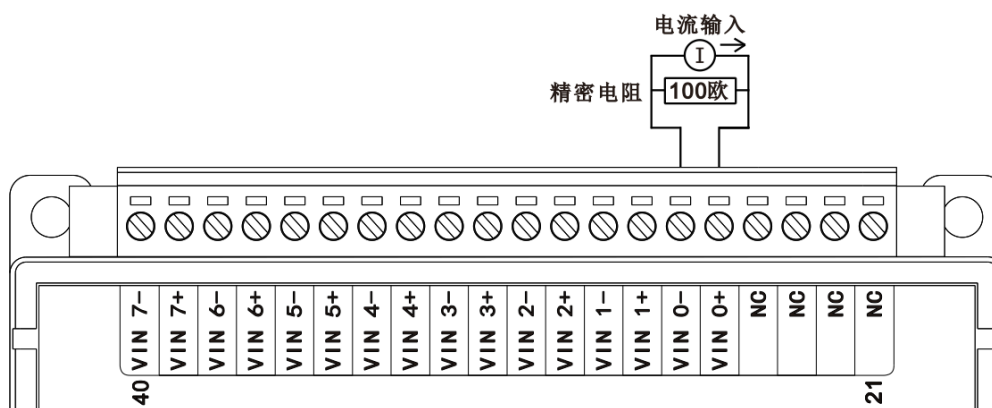 电流输入
I
精密电阻
100欧
VIN 7-
VIN 7+
VIN 6-
VIN 6+
VIN 5-
VIN 5+
VIN 4-
VIN 4+
VIN 3-
VIN 3+
VIN 2-
VIN 2+
VIN 1-
VIN 1+
VIN 0-
VIN 0+
NC
NC
NC
NC
40
21